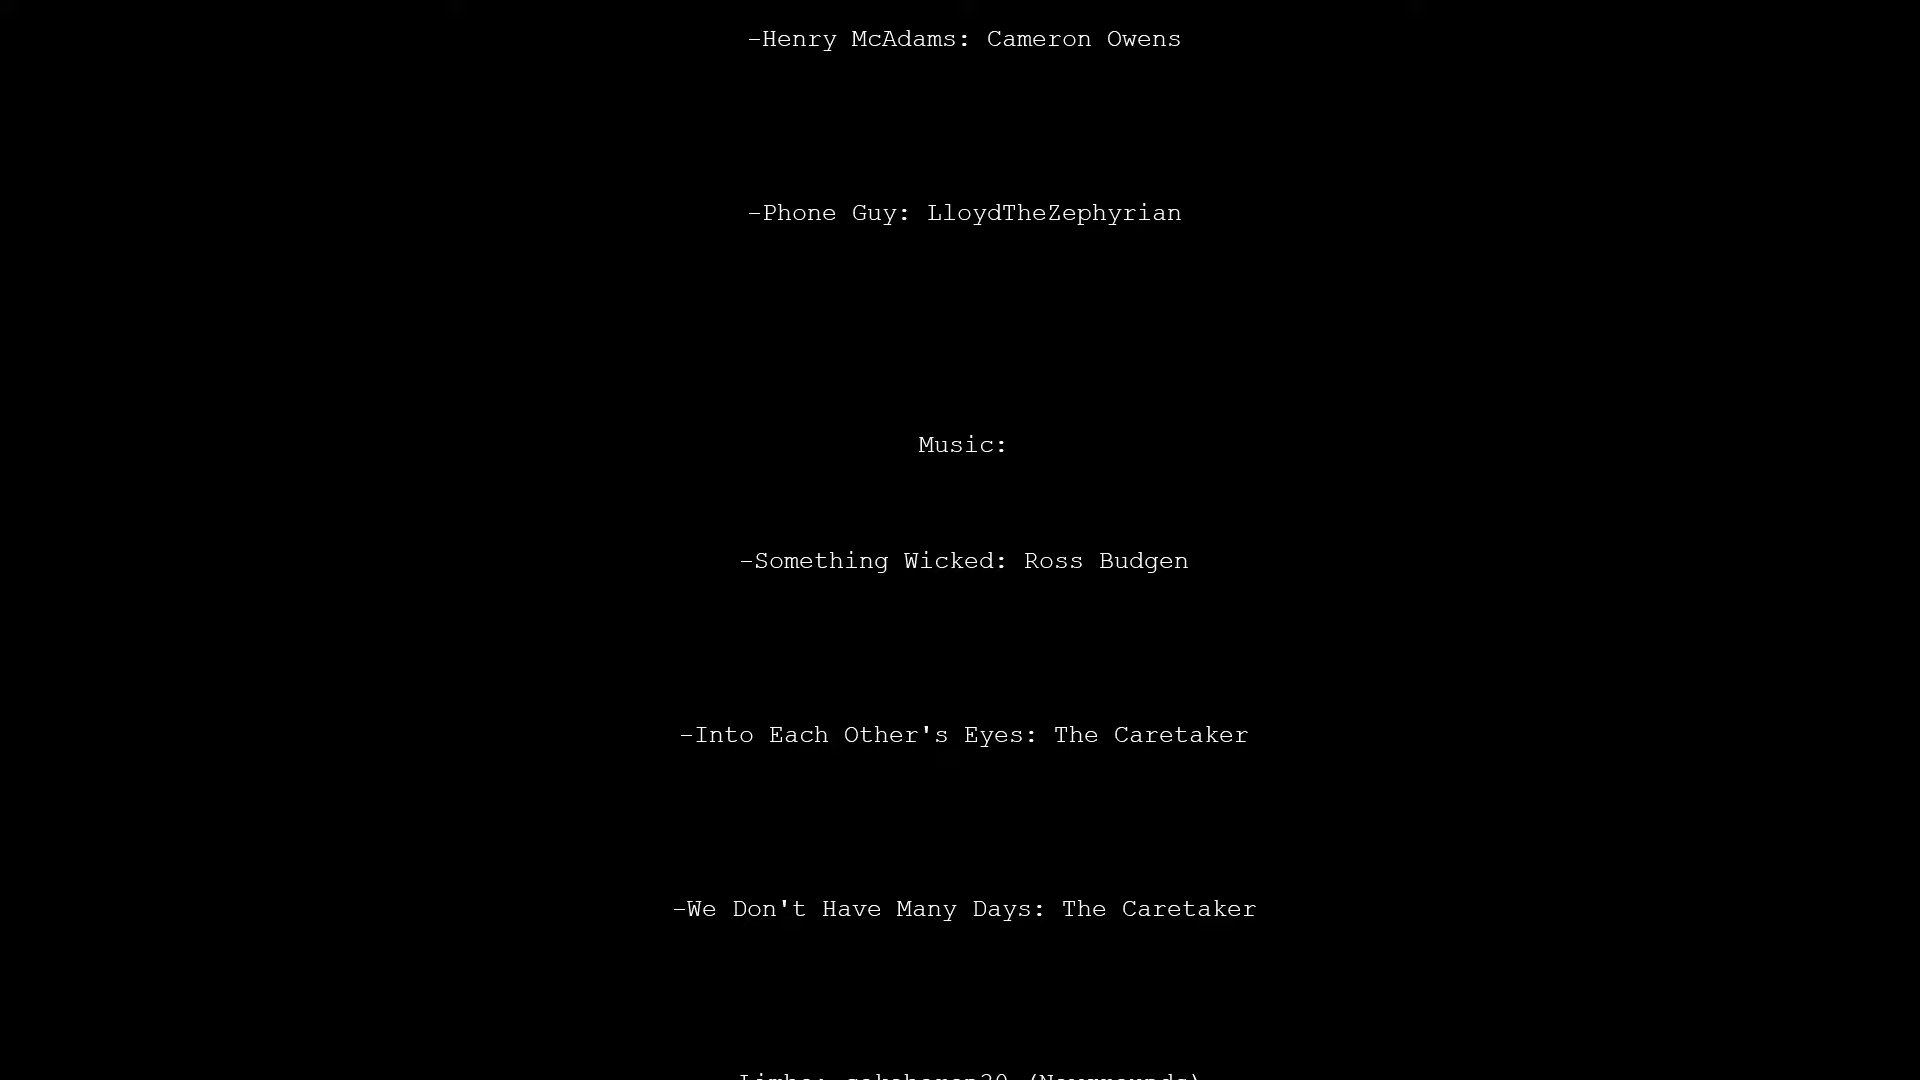 -Henry McAdams: Cameron Owens
-Phone Guy: LloydTheZephyrian
Music:
-Something Wicked: Ross Budgen
-Into Each Other's Eyes: The Caretaker
-We Don't Have Many Days: The Caretaker
(Newgrounds)